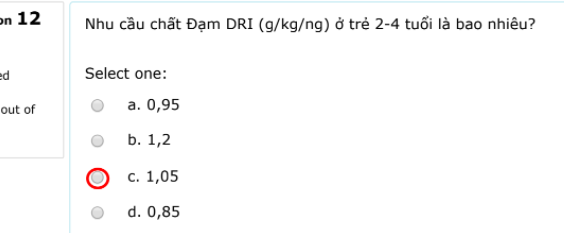 on 12
Nhu cầu chất Đạm DRI (g/kg/ng) ở trẻ 2-4 tuổi là bao nhiêu?
ed
out of
Select one:
a. 0,95
b. 1,2
c. 1,05
d. 0,85